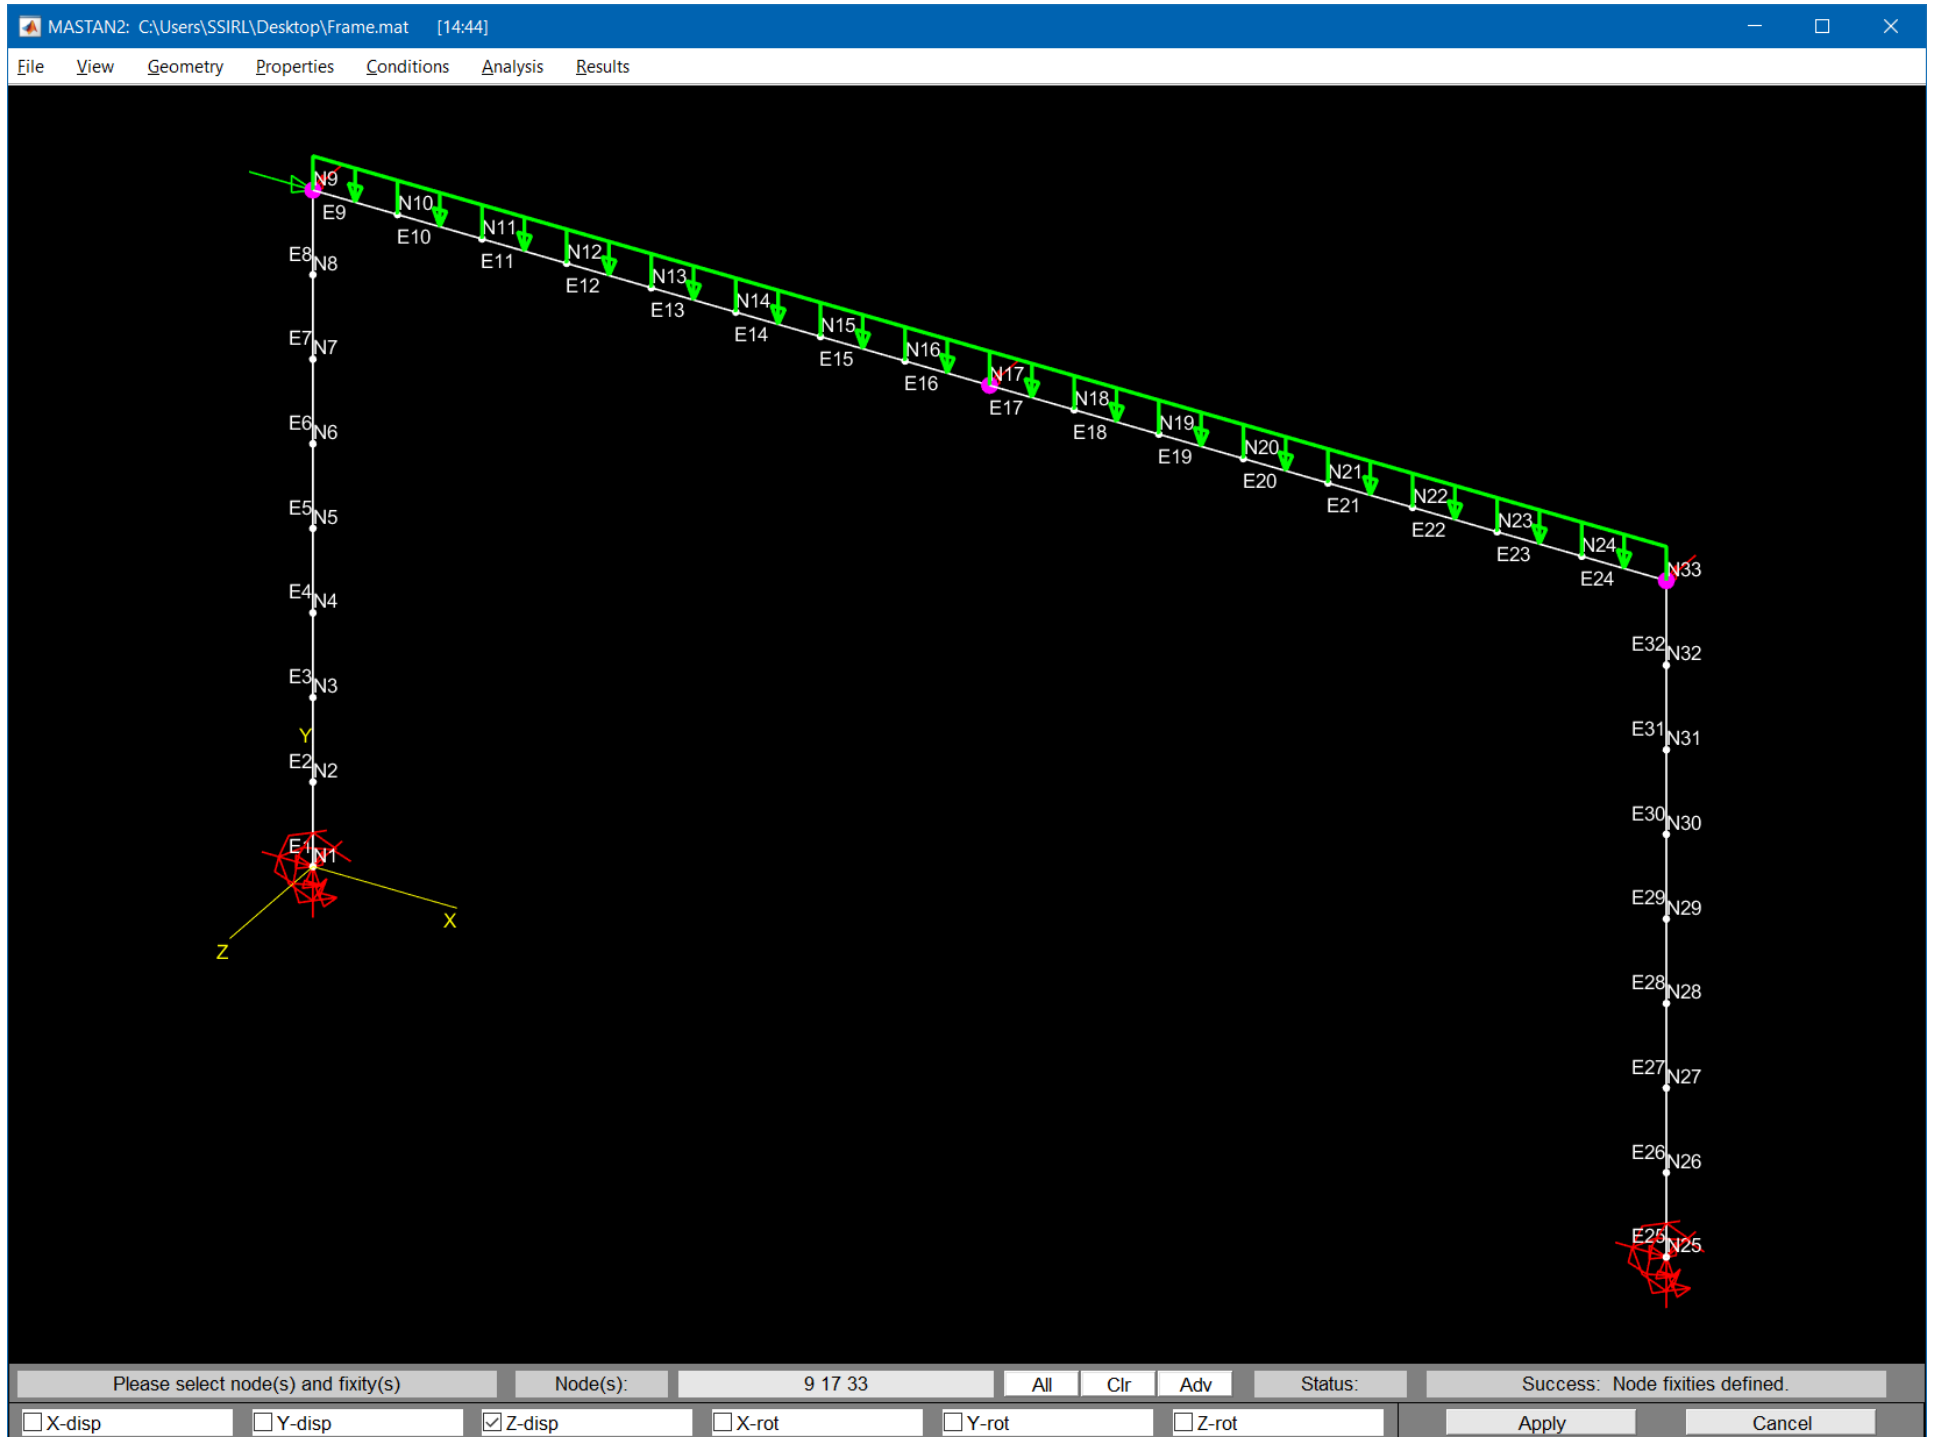 MASTAN2: C:\Users\SSIRL\Desktop\Frame.mat [14:44]
File View Geometry Properties Conditions Analysis Results
N9
E9
N10
E10
N11
E11
E8
N8
N12
E12
N13
E13
N14
E14
N15
E15
E7
N7
N16
E16
N17
E17
N18
E18
E6
N6
N19
E19
N20
E20
N21
E21
N22
E22
E5
N5
N23
E23
N24
E24
N33
E4
N4
E32
N32
E3
N3
Y
E31
N31
E2
N2
E30
N30
E1
N1
X
Z
E29
N29
E28
N28
E27
N27
E26
N26
E25
N25
Please select node(s) and fixity(s) Node(s): 9 17 33 All Clr Adv Status: Success: Node fixities defined.
X-disp Y-disp Z-disp X-rot Y-rot Z-rot Apply Cancel